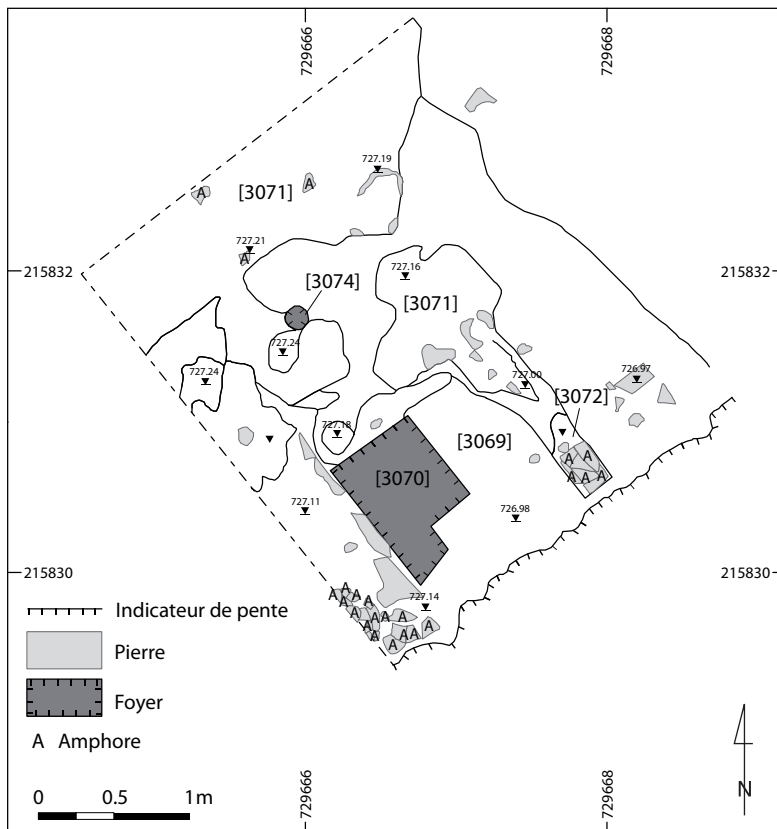 729666
729668
727.19
A
A
[3071]
727.21
A
215832
215832
727.16
[3074]
[3071]
727.24
727.24
727.00
726.97
[3072]
727.18
[3069]
A A
A A A
[3070]
727.11
726.98
215830
215830
A
A A A
A A A A
A A A A
A A
727.14
Indicateur de pente
Pierre
Foyer
A Amphore
0 0.5 1 m
N
729666
729668